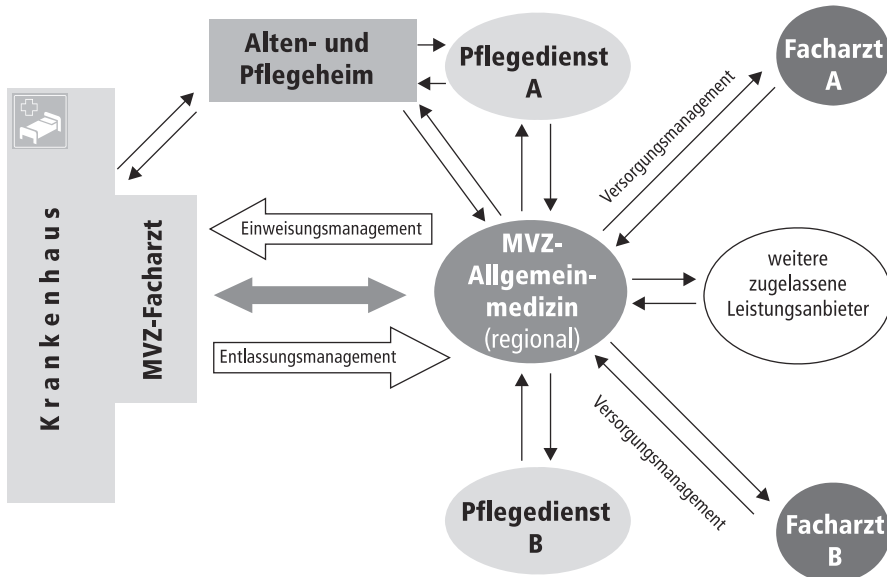 Alten- und
Pflegeheim
Pflegedienst
A
Facharzt
A
Versorgungsmanagement
Krankenhaus
MVZ-Facharzt
Einweisungsmanagement
Entlassungsmanagement
MVZ-
Allgemein-
medizin
(regional)
weitere
zugelassene
Leistungsanbieter
Versorgungsmanagement
Pflegedienst
B
Facharzt
B